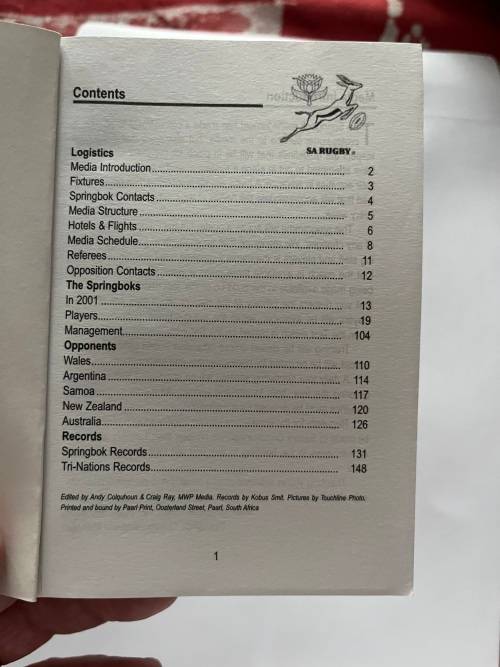 Contents
SA RUGBY®
Logistics
Media Introduction........................................................2
Fixtures........................................................3
Springbok Contacts........................................................4
Media Structure........................................................5
Hotels & Flights........................................................6
Media Schedule........................................................8
Referees........................................................11
Opposition Contacts........................................................12
The Springboks
In 2001........................................................13
Players........................................................19
Management........................................................104
Opponents
Wales........................................................110
Argentina........................................................114
Samoa........................................................117
New Zealand........................................................120
Australia........................................................126
Records
Springbok Records........................................................131
Tri-Nations Records........................................................148
Edited by Andy Colquhoun & Craig Ray, MWP Media. Records by Kobus Smit. Pictures by Touchline Photo.
Printed and bound by Paarl Print, Oosterland Street, Paarl, South Africa
1